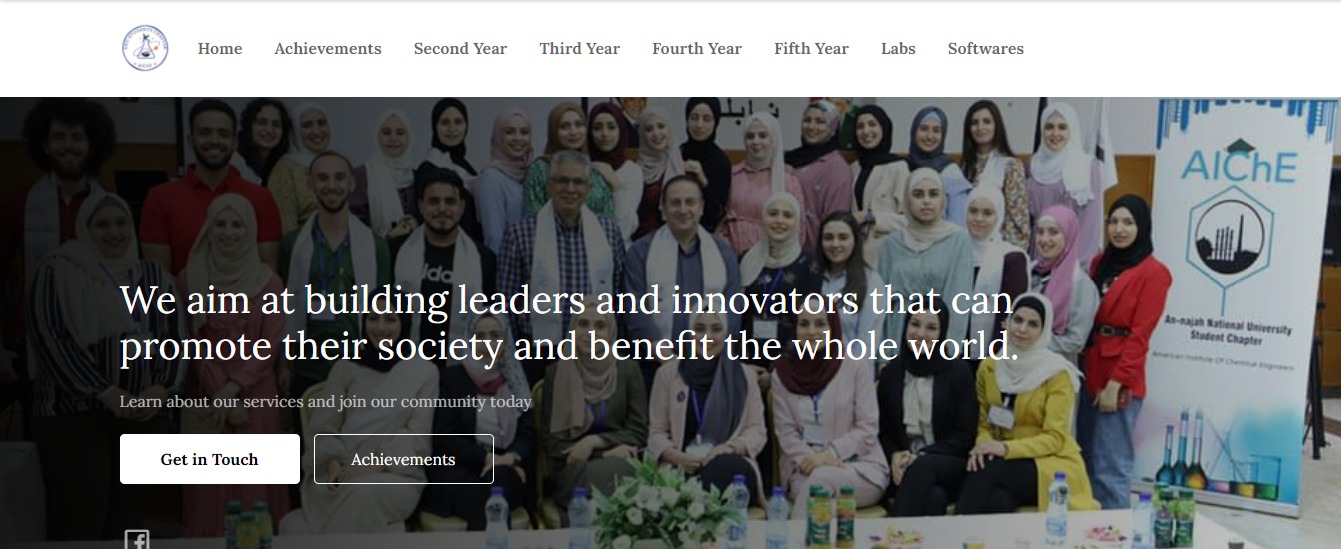 Home Achievements Second Year Third Year Fourth Year Fifth Year Labs Softwares
AIChE
We aim at building leaders and innovators that can
promote their society and benefit the whole world.
An-najah National University
Student Chapter
American Institute Of Chemical Engineers
Learn about our services and join our community today
Get in Touch Achievements